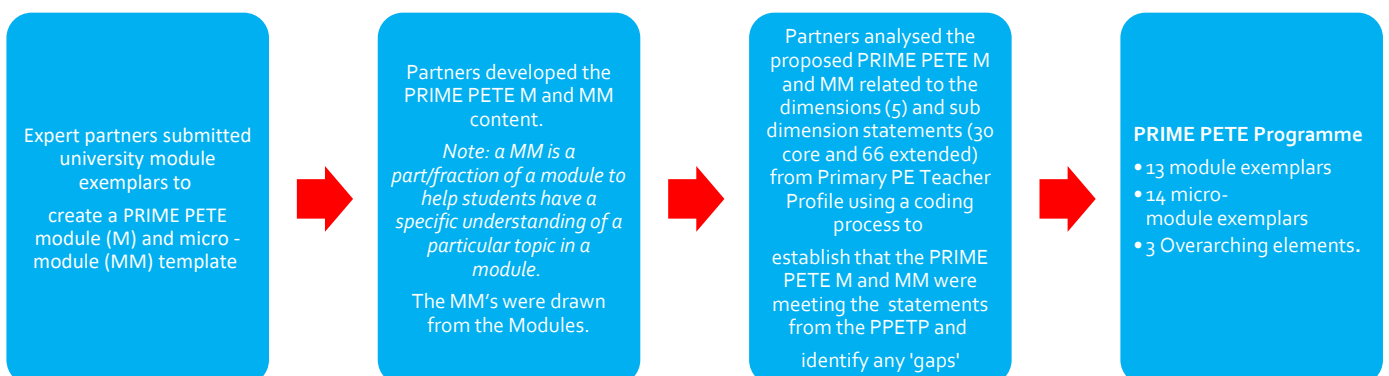 Expert partners submitted
university module
exemplars to
create a PRIME PETE
module (M) and micro -
module (MM) template
Partners developed the
PRIME PETE M and MM
content.
Note: a MM is a
part/fraction of a module to
help students have a
specific understanding of a
particular topic in a
module.
The MM's were drawn
from the Modules.
Partners analysed the
proposed PRIME PETE M
and MM related to the
dimensions (5) and sub
dimension statements (30
core and 66 extended)
from Primary PE Teacher
Profile using a coding
process to
establish that the PRIME
PETE M and MM were
meeting the statements
from the PPETP and
identify any 'gaps'
PRIME PETE Programme
• 13 module exemplars
• 14 micro-
module exemplars
• 3 Overarching elements.